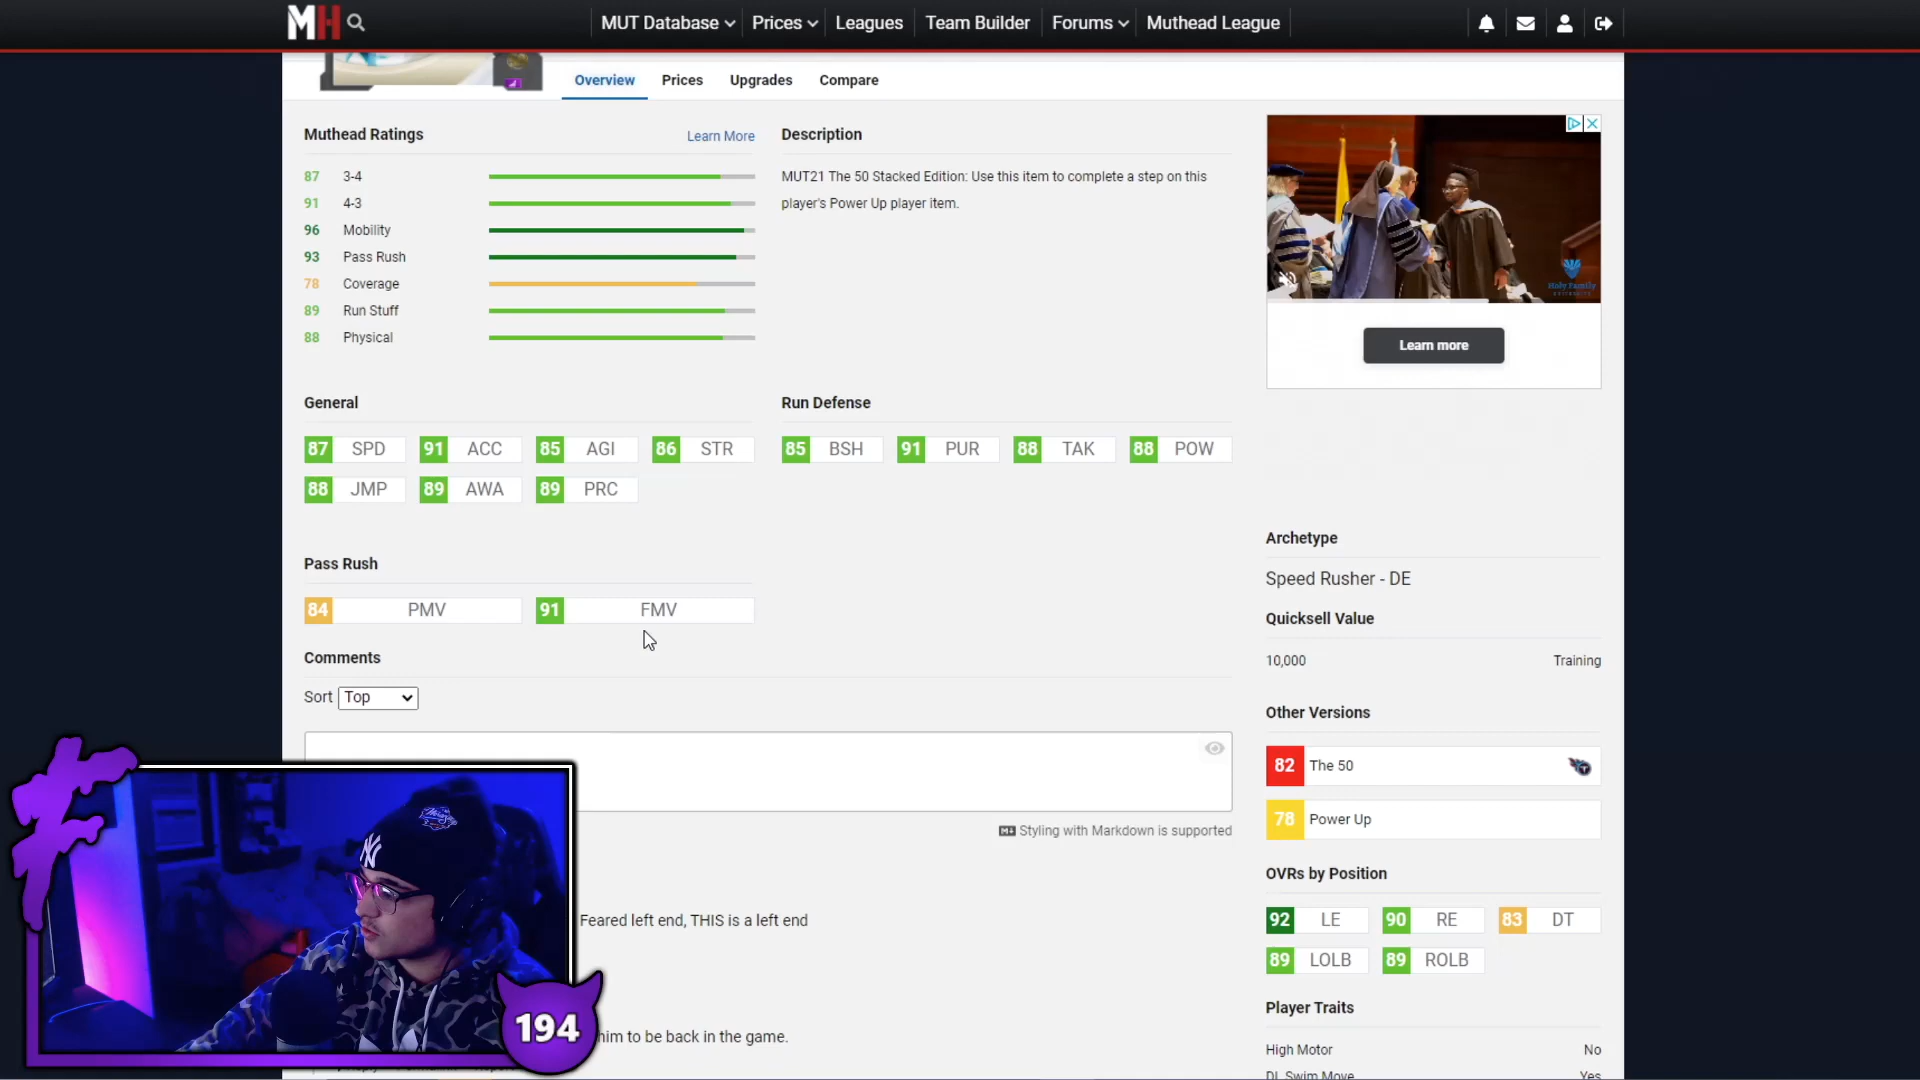 MH MUT Database Prices Leagues Team Builder Forums Muthead League
Overview Prices Upgrades Compare
Muthead Ratings Learn More
87 3-4
91 4-3
96 Mobility
93 Pass Rush
78 Coverage
89 Run Stuff
88 Physical
Description
MUT21 The 50 Stacked Edition: Use this item to complete a step on this
player's Power Up player item.
Holy Family
UNIVERSITY
Learn more
General
87 SPD 91 ACC 85 AGI 86 STR
88 JMP 89 AWA 89 PRC
Run Defense
85 BSH 91 PUR 88 TAK 88 POW
Pass Rush
84 PMV 91 FMV
Comments
Sort Top
Styling with Markdown is supported
Feared left end, THIS is a left end
him to be back in the game.
Archetype
Speed Rusher - DE
Quicksell Value
10,000 Training
Other Versions
82 The 50
78 Power Up
OVRs by Position
92 LE 90 RE 83 DT
89 LOLB 89 ROLB
Player Traits
High Motor No
DL Swim Move Yes
NY
194